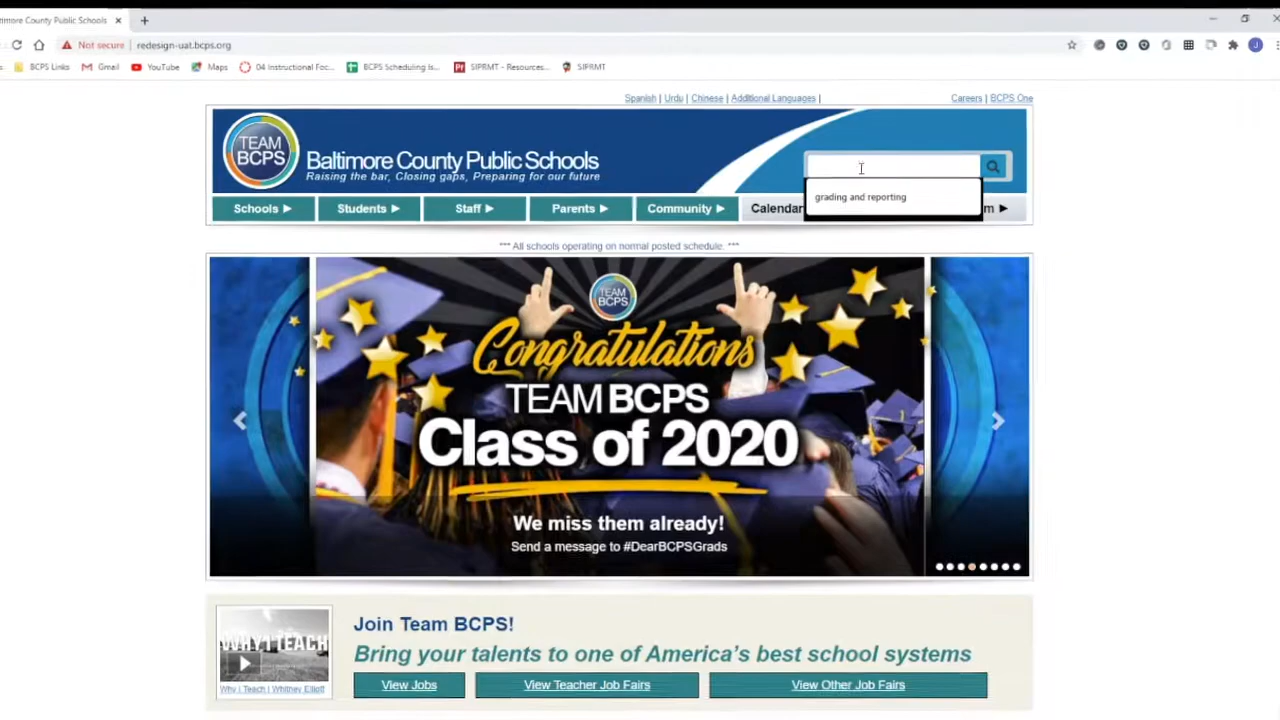 timore County Public Schools
Not secure | redesign-uat.bcps.org
BCPS Links Gmail YouTube Maps 04 Instructional Foc... BCPS Scheduling Is... SIPRMT - Resources... SIPRMT
Spanish | Urdu | Chinese | Additional Languages | Careers | BCPS One
TEAM
BCPS
Baltimore County Public Schools
Raising the bar, Closing gaps, Preparing for our future
grading and reporting
Schools Students Staff Parents Community Calendar m
*** All schools operating on normal posted schedule. ***
TEAM
BCPS
Congratulations
TEAM BCPS
Class of 2020
We miss them already!
Send a message to #DearBCPSGrads
WHY I TEACH
Why I Teach | Whitney Elliott
Join Team BCPS!
Bring your talents to one of America's best school systems
View Jobs View Teacher Job Fairs View Other Job Fairs